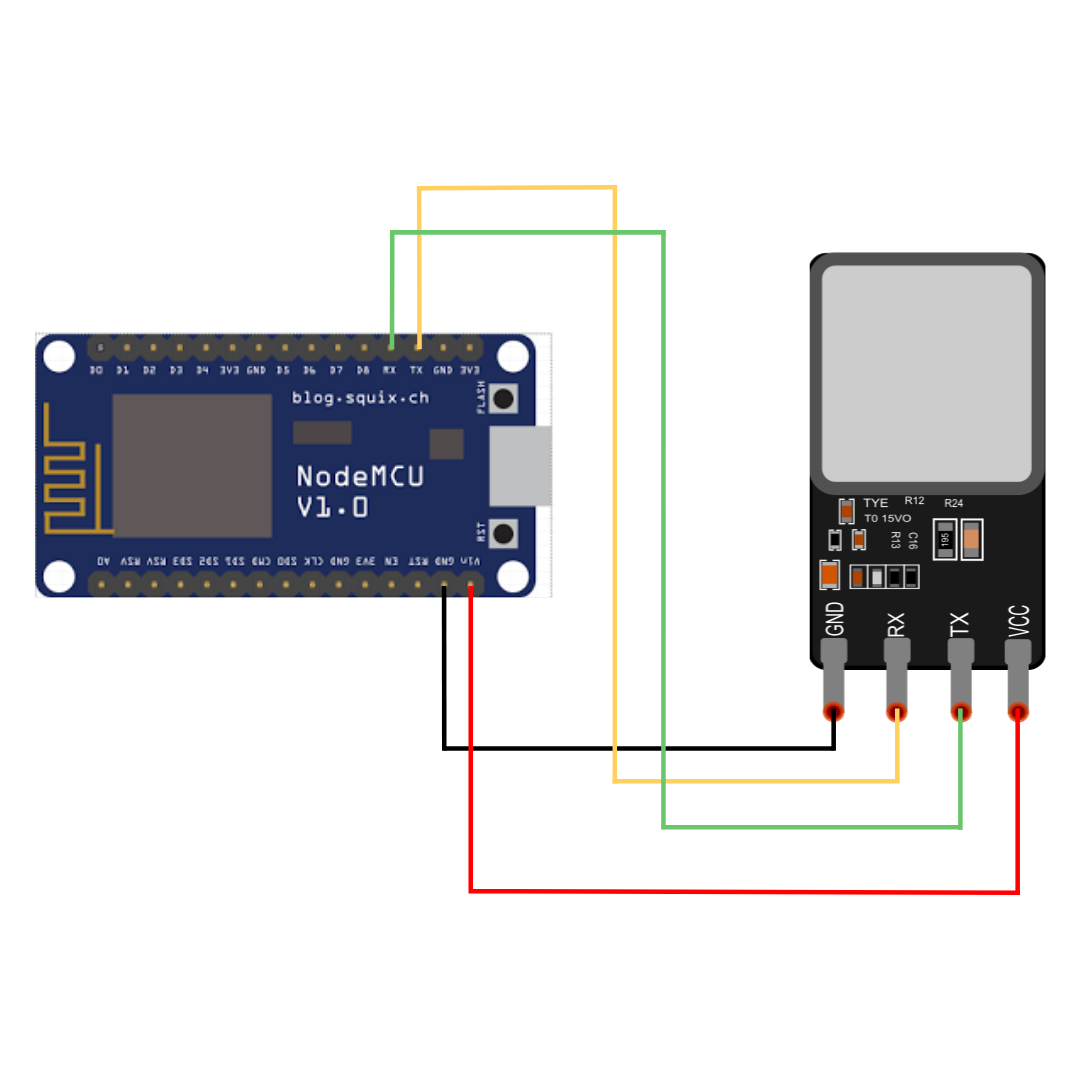 D0 D1 D2 D3 D4 3V3 GND D5 D6 D7 D8 RX TX GND 3V3
blog.squix.ch
FLASH
NodeMCU
V1.0
RST
A0 RSV RSV SD3 SD2 SD1 CMD SD0 CLK GND 3V3 EN RST GND Vin
TYE R12 R24
T0 15VO
R13 C16
195
GND RX TX VCC